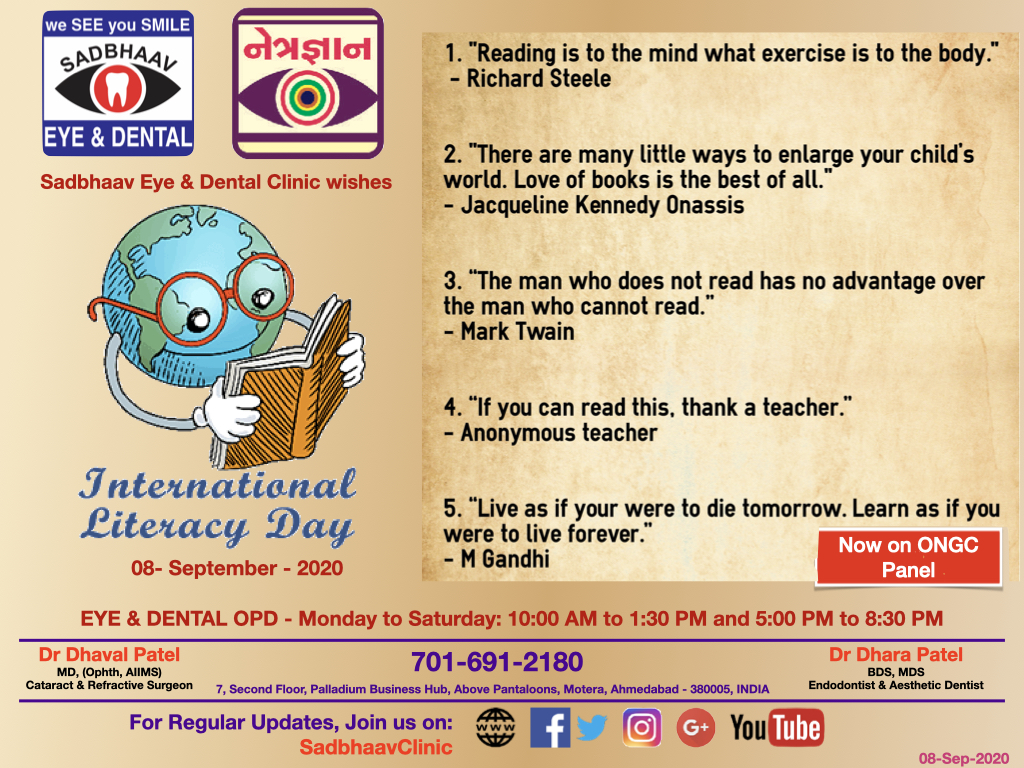 we SEE you SMILE
SADBHAAV
EYE & DENTAL
નેત્રજ્ઞાન
Sadbhaav Eye & Dental Clinic wishes
International
Literacy Day
08- September - 2020
1. "Reading is to the mind what exercise is to the body."
- Richard Steele
2. "There are many little ways to enlarge your child's
world. Love of books is the best of all."
- Jacqueline Kennedy Onassis
3. "The man who does not read has no advantage over
the man who cannot read."
- Mark Twain
4. "If you can read this, thank a teacher."
- Anonymous teacher
5. "Live as if your were to die tomorrow. Learn as if you
were to live forever."
- M Gandhi
Now on ONGC
Panel
EYE & DENTAL OPD - Monday to Saturday: 10:00 AM to 1:30 PM and 5:00 PM to 8:30 PM
Dr Dhaval Patel
MD, (Ophth, AIIMS)
Cataract & Refractive Surgeon
701-691-2180
7, Second Floor, Palladium Business Hub, Above Pantaloons, Motera, Ahmedabad - 380005, INDIA
Dr Dhara Patel
BDS, MDS
Endodontist & Aesthetic Dentist
For Regular Updates, Join us on:
SadbhaavClinic
WWW
f
G+
YouTube
08-Sep-2020